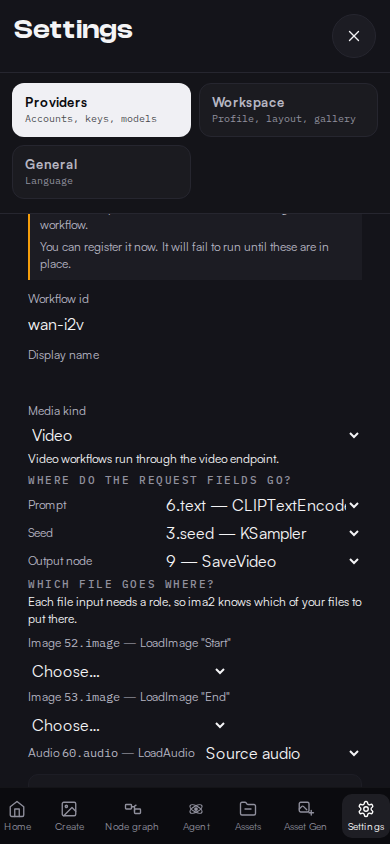 Settings
Providers
Accounts, keys, models
Workspace
Profile, layout, gallery
General
Language
workflow.
You can register it now. It will fail to run until these are in
place.
Workflow id
wan-i2v
Display name
Media kind
Video
Video workflows run through the video endpoint.
WHERE DO THE REQUEST FIELDS GO?
Prompt 6.text — CLIPTextEncode
Seed 3.seed — KSampler
Output node 9 — SaveVideo
WHICH FILE GOES WHERE?
Each file input needs a role, so ima2 knows which of your files to
put there.
Image 52.image — LoadImage "Start"
Choose...
Image 53.image — LoadImage "End"
Choose...
Audio 60.audio — LoadAudio Source audio
Home Create Node graph Agent Assets Asset Gen Settings